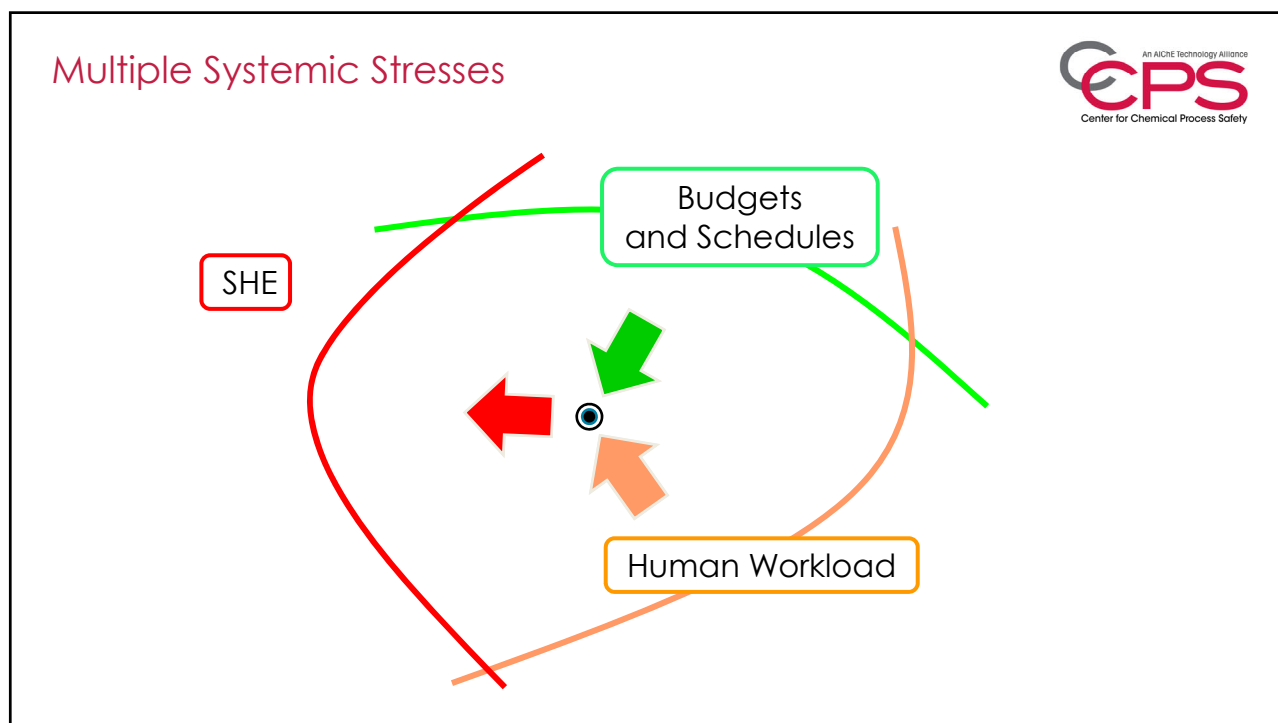 Multiple Systemic Stresses
An AIChE Technology Alliance
CCPS
Center for Chemical Process Safety
Budgets
and Schedules
SHE
Human Workload